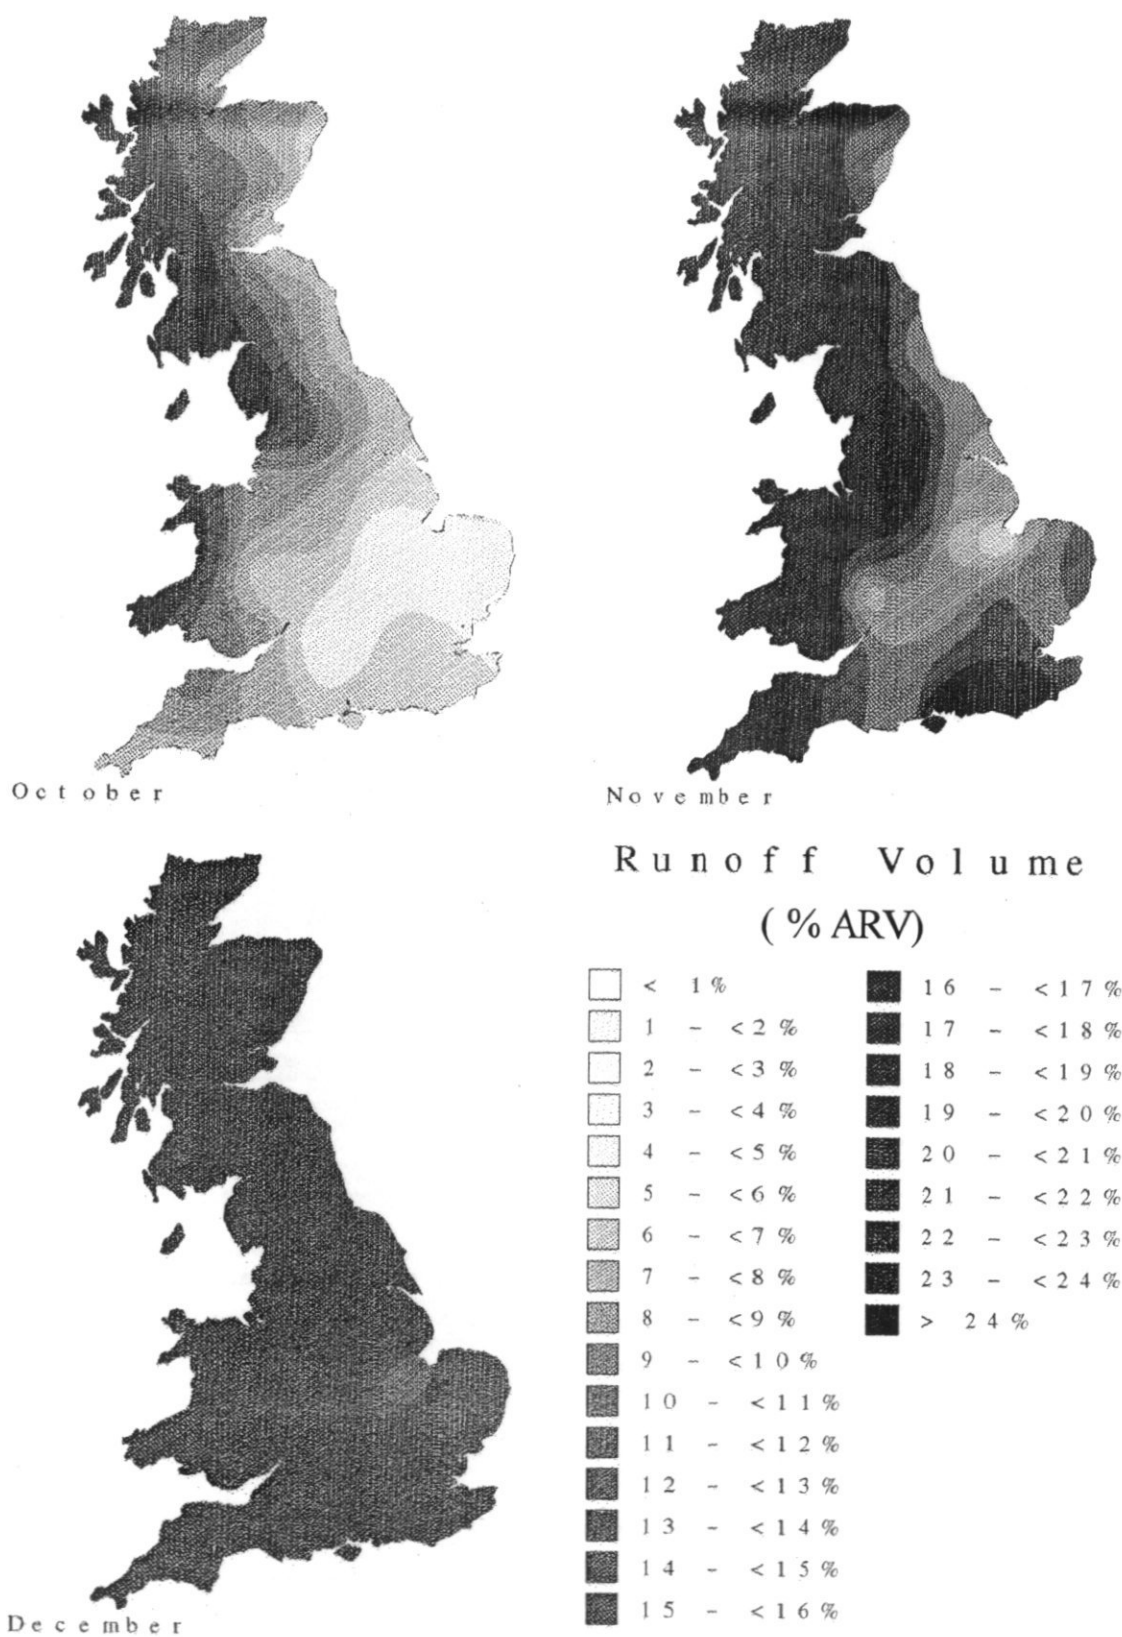 October
November
Runoff Volume
(% ARV)
< 1%
1 - <2%
2 - <3%
3 - <4%
4 - <5%
5 - <6%
6 - <7%
7 - <8%
8 - <9%
9 - <10%
10 - <11%
11 - <12%
12 - <13%
13 - <14%
14 - <15%
15 - <16%
16 - <17%
17 - <18%
18 - <19%
19 - <20%
20 - <21%
21 - <22%
22 - <23%
23 - <24%
> 24%
December